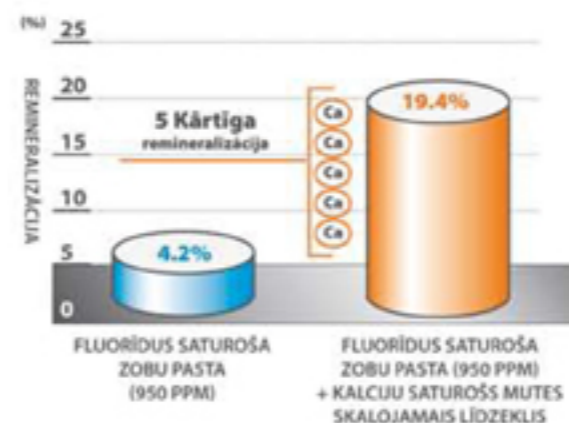 (%)
25
20
15
10
5
0
REMINERALIZĀCIJA
5 Kārtīga
remineralizācija
Ca
Ca
Ca
Ca
Ca
4.2%
19.4%
FLUORĪDUS SATUROŠA
ZOBU PASTA
(950 PPM)
FLUORĪDUS SATUROŠA
ZOBU PASTA (950 PPM)
+ KALCIJU SATUROŠS MUTES
SKALOJAMAIS LĪDZEKLIS